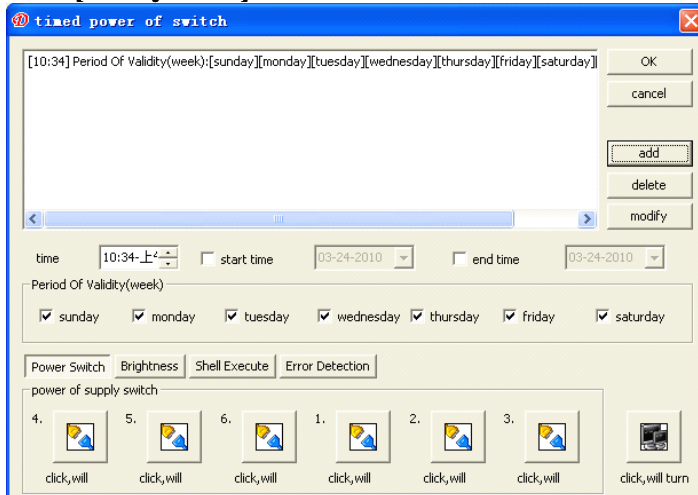 timed power of switch
[10:34] Period Of Validity(week):[sunday][monday][tuesday][wednesday][thursday][friday][saturday]
OK
cancel
add
delete
modify
time 10:34-上 start time 03-24-2010 end time 03-24-2010
Period Of Validity(week)
sunday monday tuesday wednesday thursday friday saturday
Power Switch Brightness Shell Execute Error Detection
power of supply switch
4. 5. 6. 1. 2. 3.
click,will click,will click,will click,will click,will click,will click,will turn